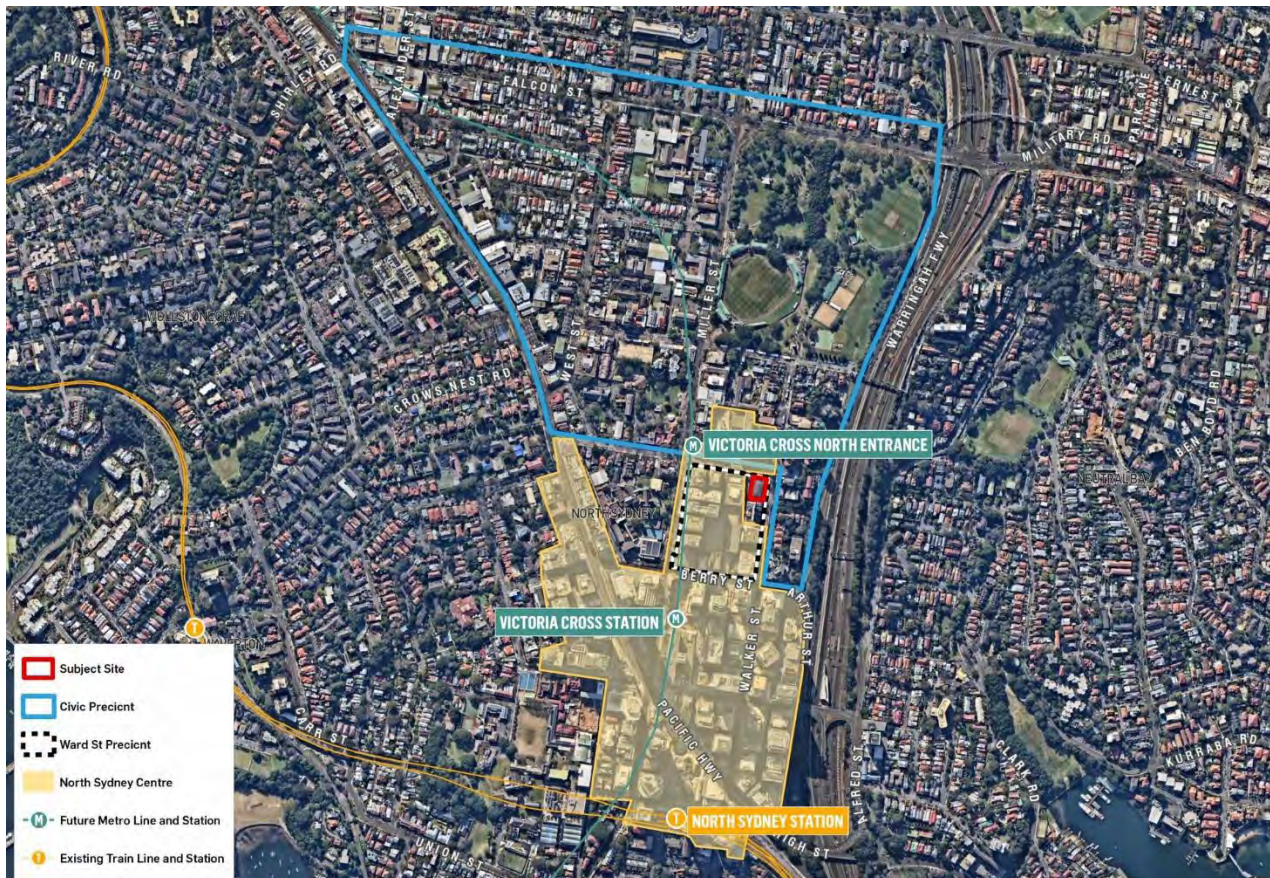 RIVER RD
SHIRLEY RD
ALEXANDER ST
FALCON ST
ERNEST ST
PARK AVE
MILITARY RD
WARRINGAH FWY
MILLER ST
WEST ST
WOLLSTONECRAFT
CROWS NEST RD
BEN BOYD RD
NEUTRAL BAY
M VICTORIA CROSS NORTH ENTRANCE
NORTH SYDNEY
BERRY ST
ARTHUR ST
VICTORIA CROSS STATION M
WALKER ST
T
WAVERTON
PACIFIC HWY
CARR ST
ALFRED ST
CLARK RD
KURRABA RD
T NORTH SYDNEY STATION
HIGH ST
UNION ST
Subject Site
Civic Precicnt
Ward St Precicnt
North Sydney Centre
M Future Metro Line and Station
T Existing Train Line and Station